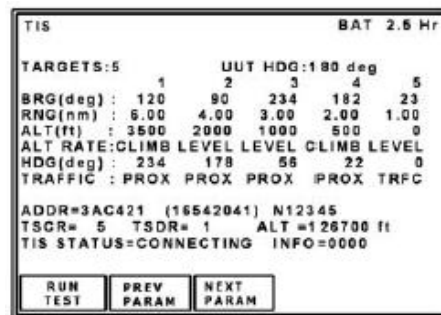 TIS BAT 2.5 Hr
TARGETS:5 UUT HDG:180 deg
1 2 3 4 5
BRG(deg) : 120 90 234 182 23
RNG(nm) : 6.00 4.00 3.00 2.00 1.00
ALT(ft) : 3500 2000 1000 500 0
ALT RATE:CLIMB LEVEL LEVEL CLIMB LEVEL
HDG(deg) : 234 178 56 22 0
TRAFFIC : PROX PROX PROX PROX TRFC
ADDR=3AC421 (16542041) N12345
TSCR= 5 TSDR= 1 ALT =126700 ft
TIS STATUS=CONNECTING INFO=0000
RUN TEST
PREV PARAM
NEXT PARAM